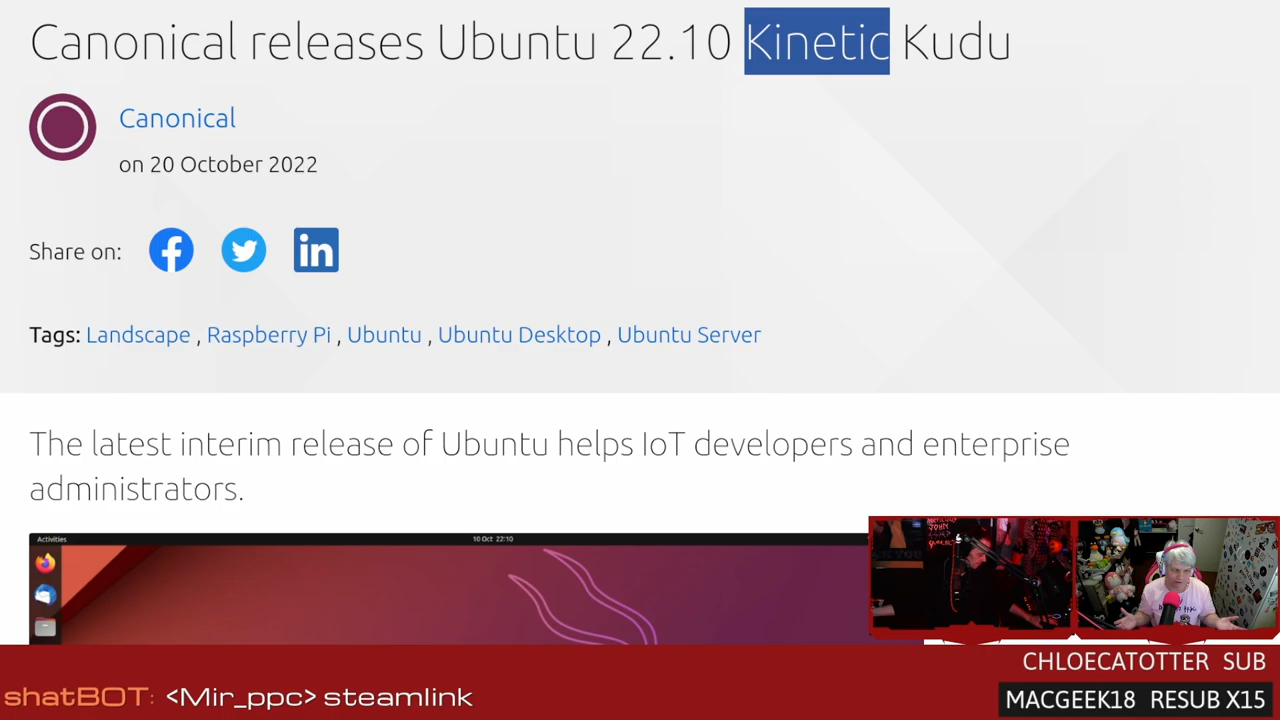 Canonical releases Ubuntu 22.10 Kinetic Kudu
Canonical
on 20 October 2022
Share on:
Tags: Landscape , Raspberry Pi , Ubuntu , Ubuntu Desktop , Ubuntu Server
The latest interim release of Ubuntu helps IoT developers and enterprise
administrators.
Activities
10 Oct 22:10
CHLOECATOTTER SUB
shatBOT: <Mir_ppc> steamlink
MACGEEK18 RESUB X15